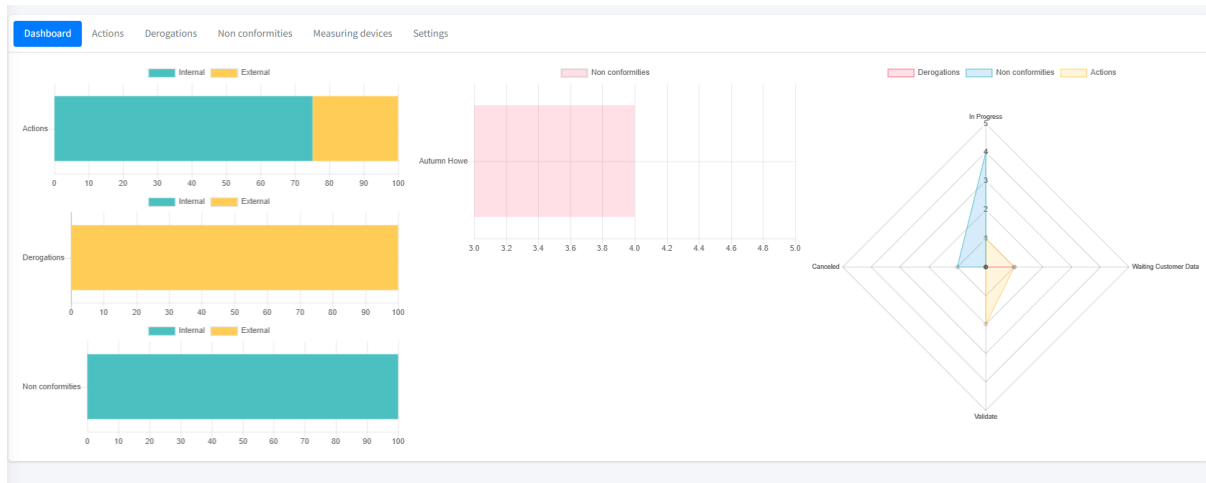 Dashboard Actions Derogations Non conformities Measuring devices Settings
Internal External
Actions
0 10 20 30 40 50 60 70 80 90 100
Internal External
Derogations
0 10 20 30 40 50 60 70 80 90 100
Internal External
Non conformities
0 10 20 30 40 50 60 70 80 90 100
Non conformities
Autumn Howe
3.0 3.2 3.4 3.6 3.8 4.0 4.2 4.4 4.6 4.8 5.0
Derogations Non conformities Actions
In Progress
5
4
3
2
1
Canceled Waiting Customer Data
Validate